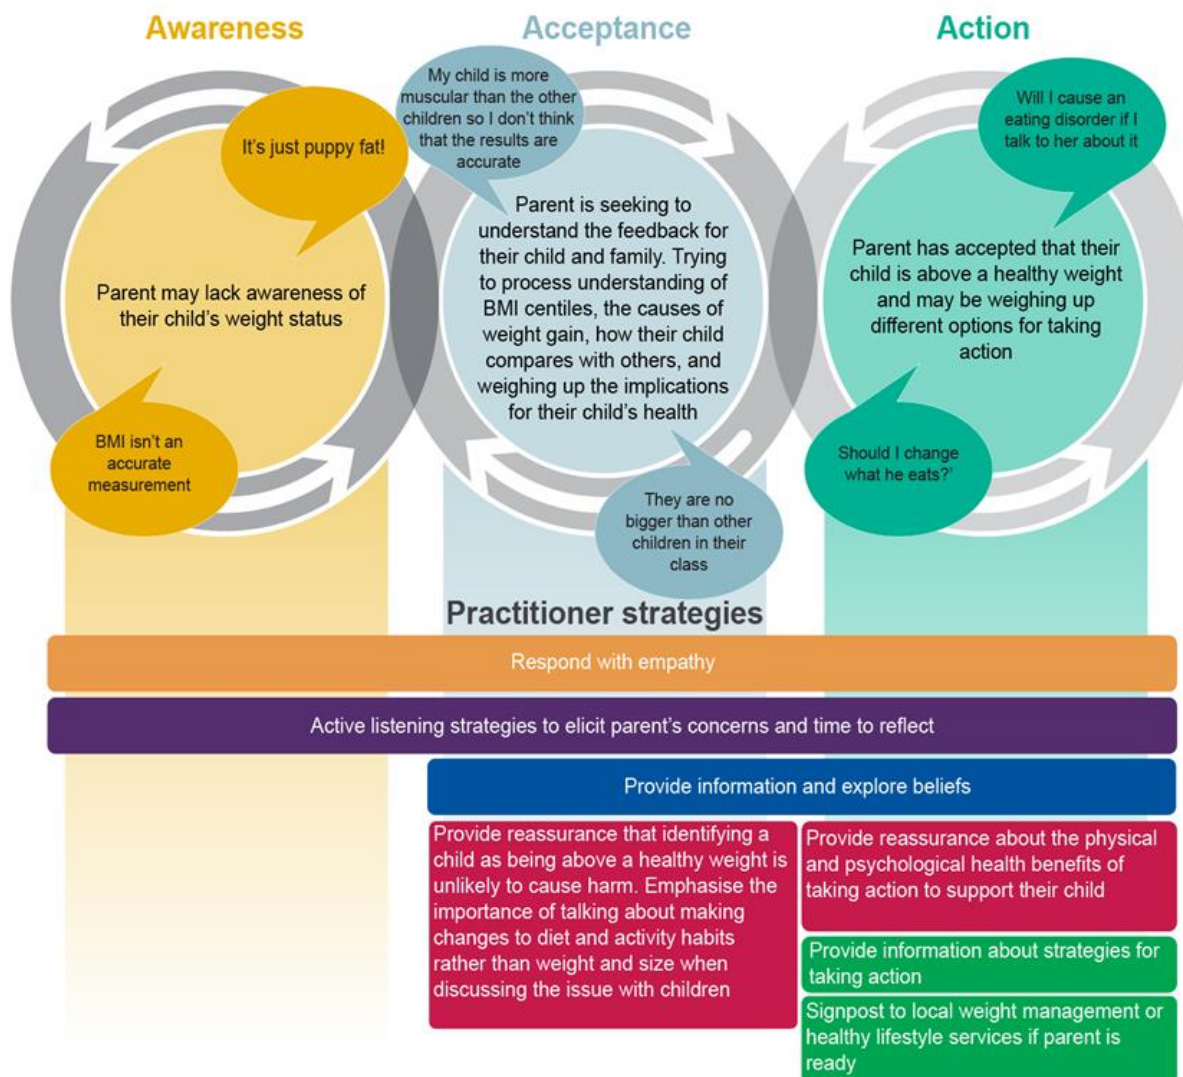 Awareness
Acceptance
Action
It's just puppy fat!
Parent may lack awareness of
their child's weight status
BMI isn't an
accurate
measurement
My child is more
muscular than the other
children so I don't think
that the results are
accurate
Parent is seeking to
understand the feedback for
their child and family. Trying
to process understanding of
BMI centiles, the causes of
weight gain, how their child
compares with others, and
weighing up the implications
for their child's health
They are no
bigger than other
children in their
class
Will I cause an
eating disorder if I
talk to her about it
Parent has accepted that their
child is above a healthy weight
and may be weighing up
different options for taking
action
Should I change
what he eats?'
Practitioner strategies
Respond with empathy
Active listening strategies to elicit parent's concerns and time to reflect
Provide information and explore beliefs
Provide reassurance that identifying a
child as being above a healthy weight is
unlikely to cause harm. Emphasise the
importance of talking about making
changes to diet and activity habits
rather than weight and size when
discussing the issue with children
Provide reassurance about the physical
and psychological health benefits of
taking action to support their child
Provide information about strategies for
taking action
Signpost to local weight management or
healthy lifestyle services if parent is
ready